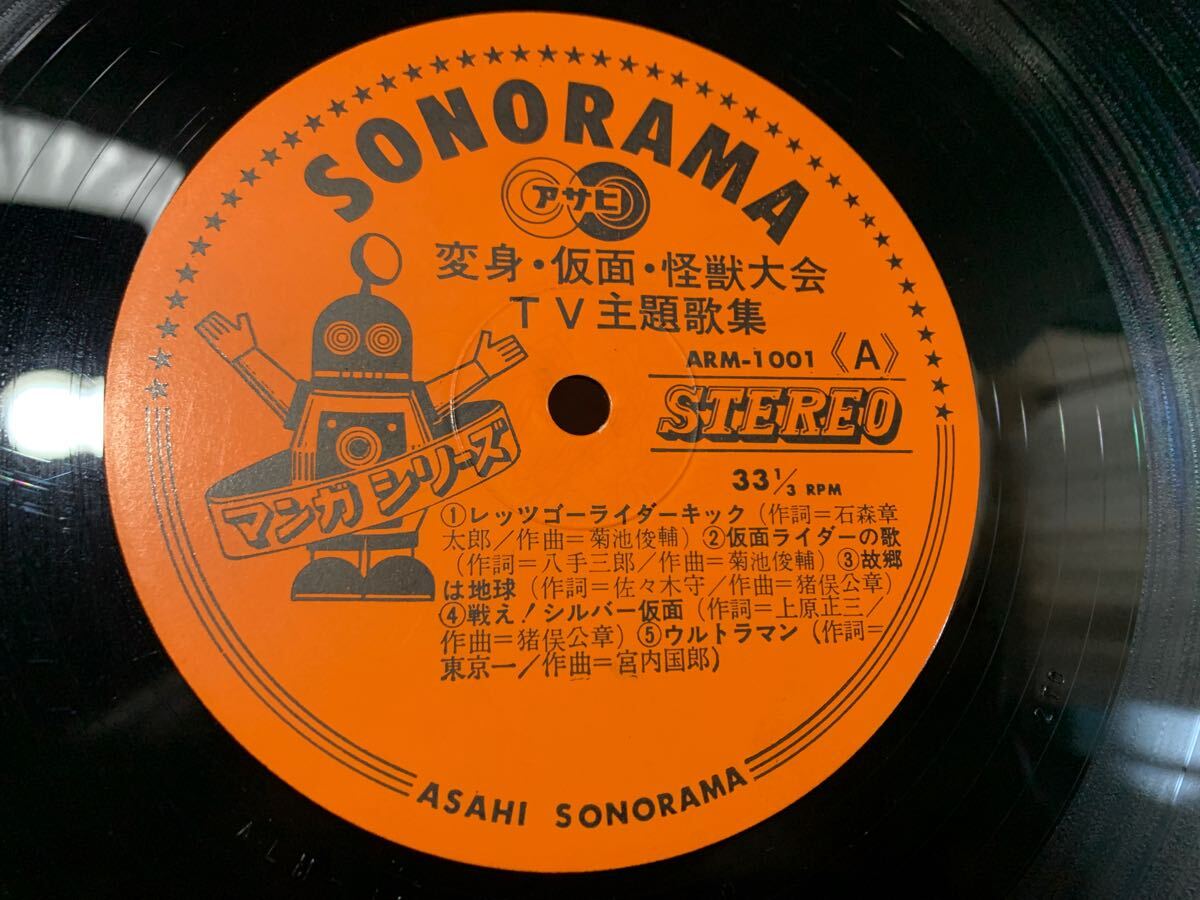 SONORAMA
アサヒ
変身・仮面・怪獣大会
TV主題歌集
ARM-1001 《A》
STEREO
33 1/3 RPM
マンガシリーズ
①レッツゴーライダーキック（作詞＝石森章
太郎／作曲＝菊池俊輔）②仮面ライダーの歌
（作詞＝八手三郎／作曲＝菊池俊輔）③故郷
は地球（作詞＝佐々木守／作曲＝猪俣公章）
④戦え！シルバー仮面（作詞＝上原正三／
作曲＝猪俣公章）⑤ウルトラマン（作詞＝
東京一／作曲＝宮内国郎)
ASAHI SONORAMA